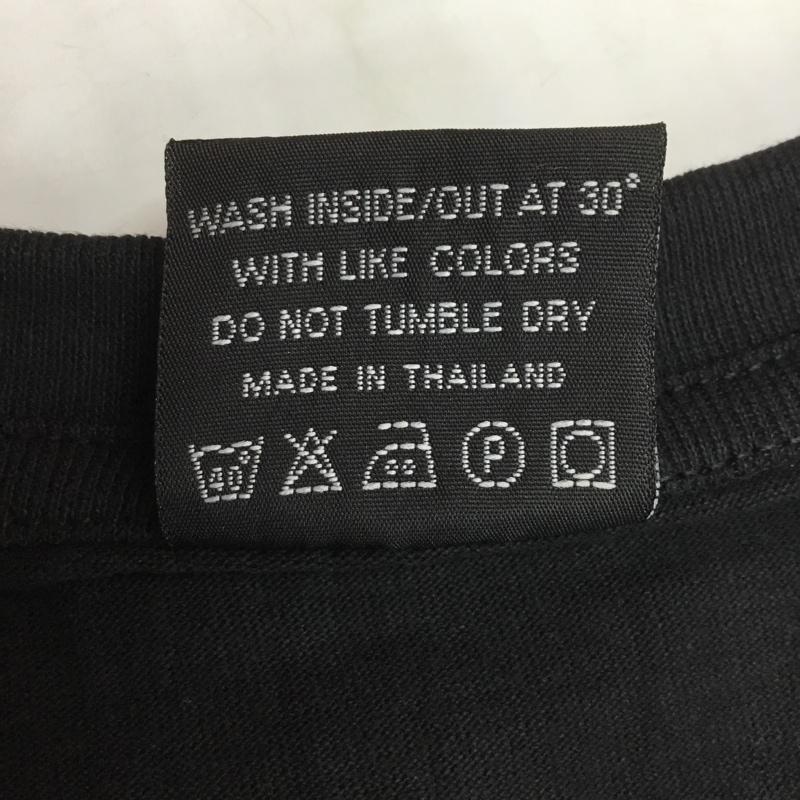 WASH INSIDE/OUT AT 30°
WITH LIKE COLORS
DO NOT TUMBLE DRY
MADE IN THAILAND
40° P